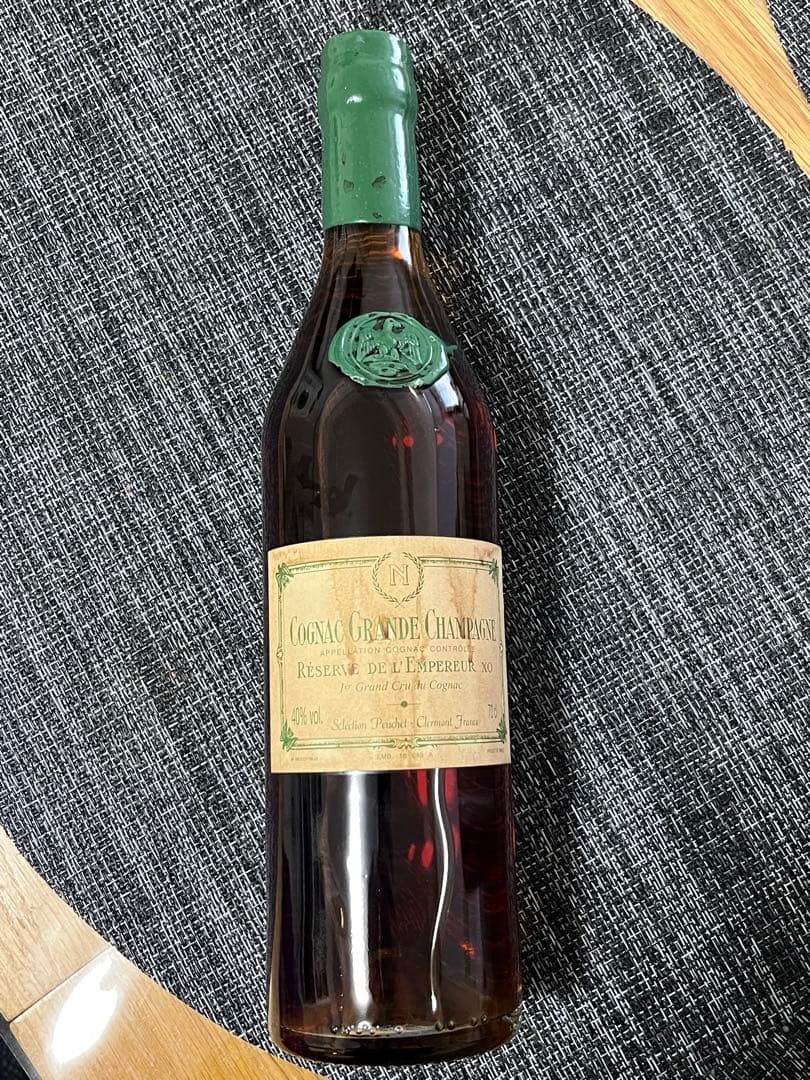 N
COGNAC GRANDE CHAMPAGNE
APPELLATION COGNAC CONTRÔLÉE
RÉSERVE DE L'EMPEREUR XO
1er Grand Cru du Cognac
40% vol.
70cl
Sélection Peuchet - Clermont France